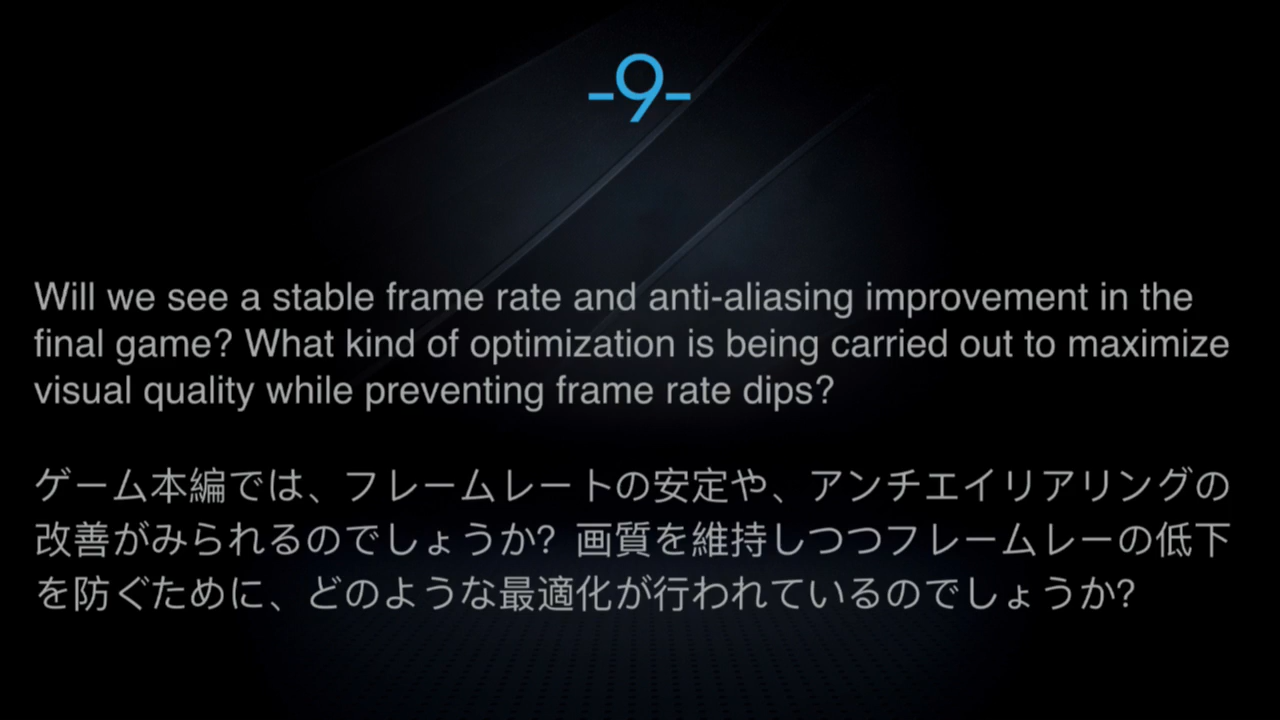 -9-
Will we see a stable frame rate and anti-aliasing improvement in the
final game? What kind of optimization is being carried out to maximize
visual quality while preventing frame rate dips?
ゲーム本編では、フレームレートの安定や、アンチエイリアリングの
改善がみられるのでしょうか? 画質を維持しつつフレームレーの低下
を防ぐために、どのような最適化が行われているのでしょうか?